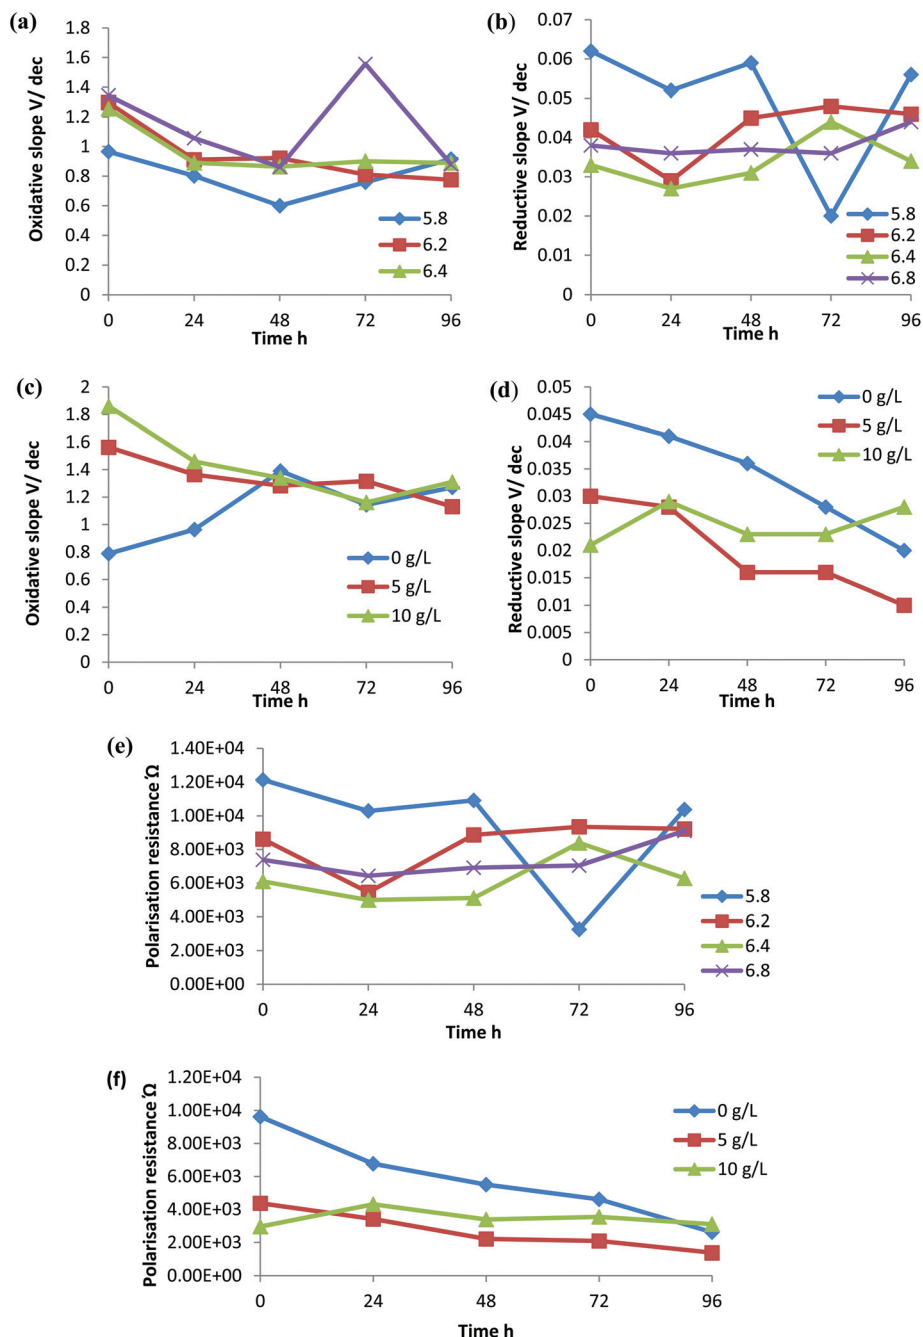 (a)
Oxidative slope V/ dec
1.8
1.6
1.4
1.2
1
0.8
0.6
0.4
0.2
0
0 24 48 72 96
Time h
5.8
6.2
6.4
(b)
Reductive slope V/ dec
0.07
0.06
0.05
0.04
0.03
0.02
0.01
0
0 24 48 72 96
Time h
5.8
6.2
6.4
6.8
(c)
Oxidative slope V/ dec
2
1.8
1.6
1.4
1.2
1
0.8
0.6
0.4
0.2
0
0 24 48 72 96
Time h
0 g/L
5 g/L
10 g/L
(d)
Reductive slope V/ dec
0.05
0.045
0.04
0.035
0.03
0.025
0.02
0.015
0.01
0.005
0
0 24 48 72 96
Time h
0 g/L
5 g/L
10 g/L
(e)
Polarisation resistance Ώ
1.40E+04
1.20E+04
1.00E+04
8.00E+03
6.00E+03
4.00E+03
2.00E+03
0.00E+00
0 24 48 72 96
Time h
5.8
6.2
6.4
6.8
(f)
Polarisation resistance Ώ
1.20E+04
1.00E+04
8.00E+03
6.00E+03
4.00E+03
2.00E+03
0.00E+00
0 24 48 72 96
Time h
0 g/L
5 g/L
10 g/L